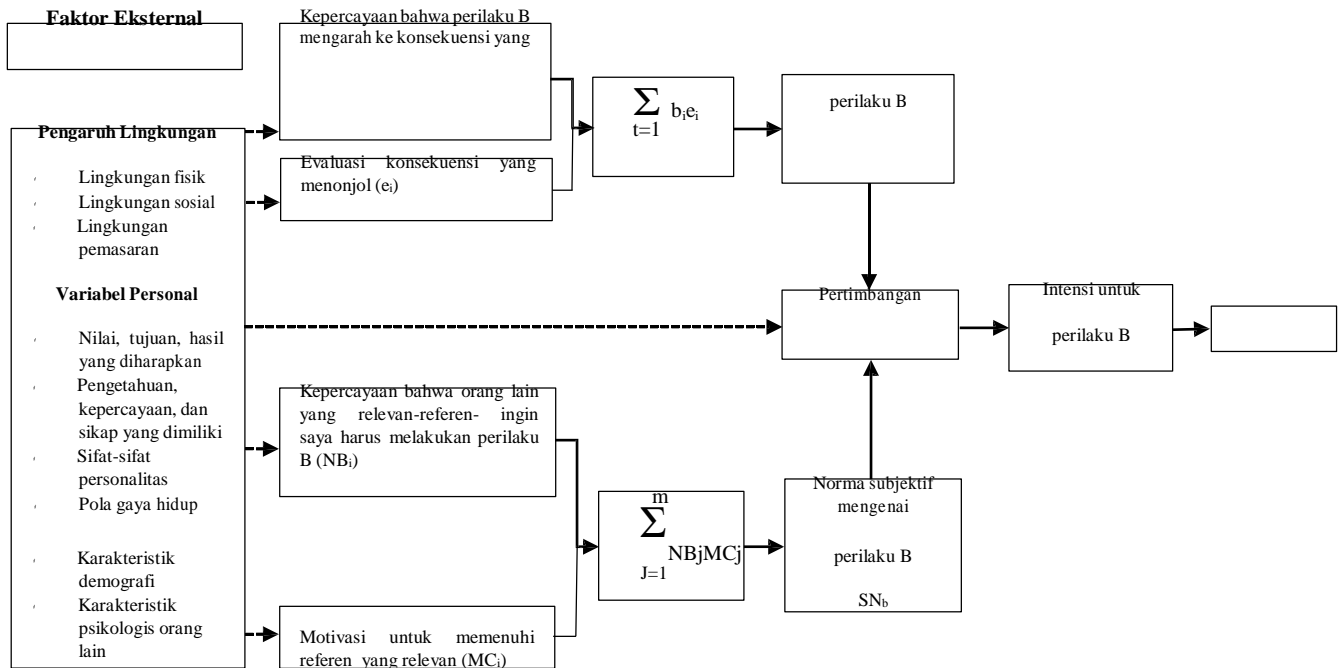 Faktor Eksternal
Pengaruh Lingkungan
Lingkungan fisik
Lingkungan sosial
Lingkungan
pemasaran
Variabel Personal
Nilai, tujuan, hasil
yang diharapkan
Pengetahuan,
kepercayaan, dan
sikap yang dimiliki
Sifat-sifat
personalitas
Pola gaya hidup
Karakteristik
demografi
Karakteristik
psikologis orang
lain
Kepercayaan bahwa perilaku B
mengarah ke konsekuensi yang
Evaluasi konsekuensi yang
menonjol (eᵢ)
Kepercayaan bahwa orang lain
yang relevan-referen- ingin
saya harus melakukan perilaku
B (NBᵢ)
Motivasi untuk memenuhi
referen yang relevan (MCᵢ)
∑ bᵢeᵢ
t=1
m
∑
NBjMCj
J=1
perilaku B
Pertimbangan
Norma subjektif
mengenai
perilaku B
SNb
Intensi untuk
perilaku B